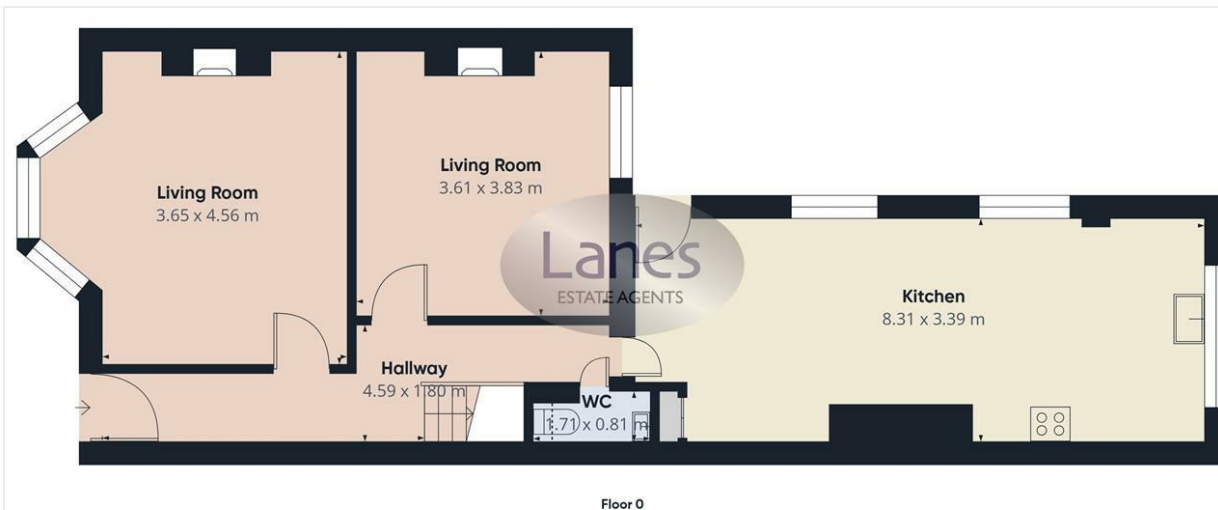 Living Room
3.65 x 4.56 m
Living Room
3.61 x 3.83 m
Lanes
ESTATE AGENTS
Kitchen
8.31 x 3.39 m
Hallway
4.59 x 1.80 m
WC
1.71 x 0.81 m
Floor 0